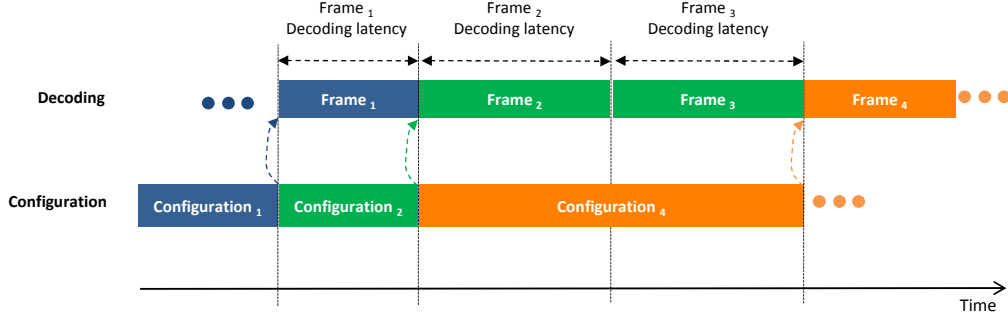 Frame 1
Decoding latency
Frame 2
Decoding latency
Frame 3
Decoding latency
Decoding
Frame 1
Frame 2
Frame 3
Frame 4
Configuration
Configuration 1
Configuration 2
Configuration 4
Time